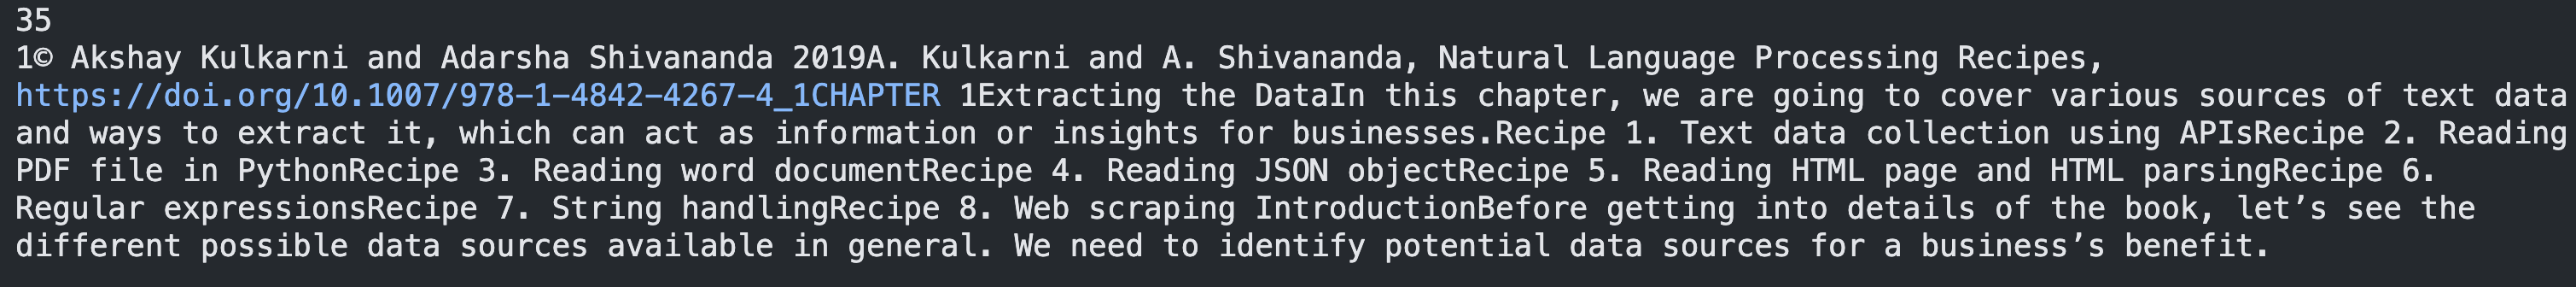 35
1© Akshay Kulkarni and Adarsha Shivananda 2019A. Kulkarni and A. Shivananda, Natural Language Processing Recipes,
https://doi.org/10.1007/978-1-4842-4267-4_1CHAPTER 1Extracting the DataIn this chapter, we are going to cover various sources of text data
and ways to extract it, which can act as information or insights for businesses.Recipe 1. Text data collection using APIsRecipe 2. Reading
PDF file in PythonRecipe 3. Reading word documentRecipe 4. Reading JSON objectRecipe 5. Reading HTML page and HTML parsingRecipe 6.
Regular expressionsRecipe 7. String handlingRecipe 8. Web scraping IntroductionBefore getting into details of the book, let’s see the
different possible data sources available in general. We need to identify potential data sources for a business’s benefit.